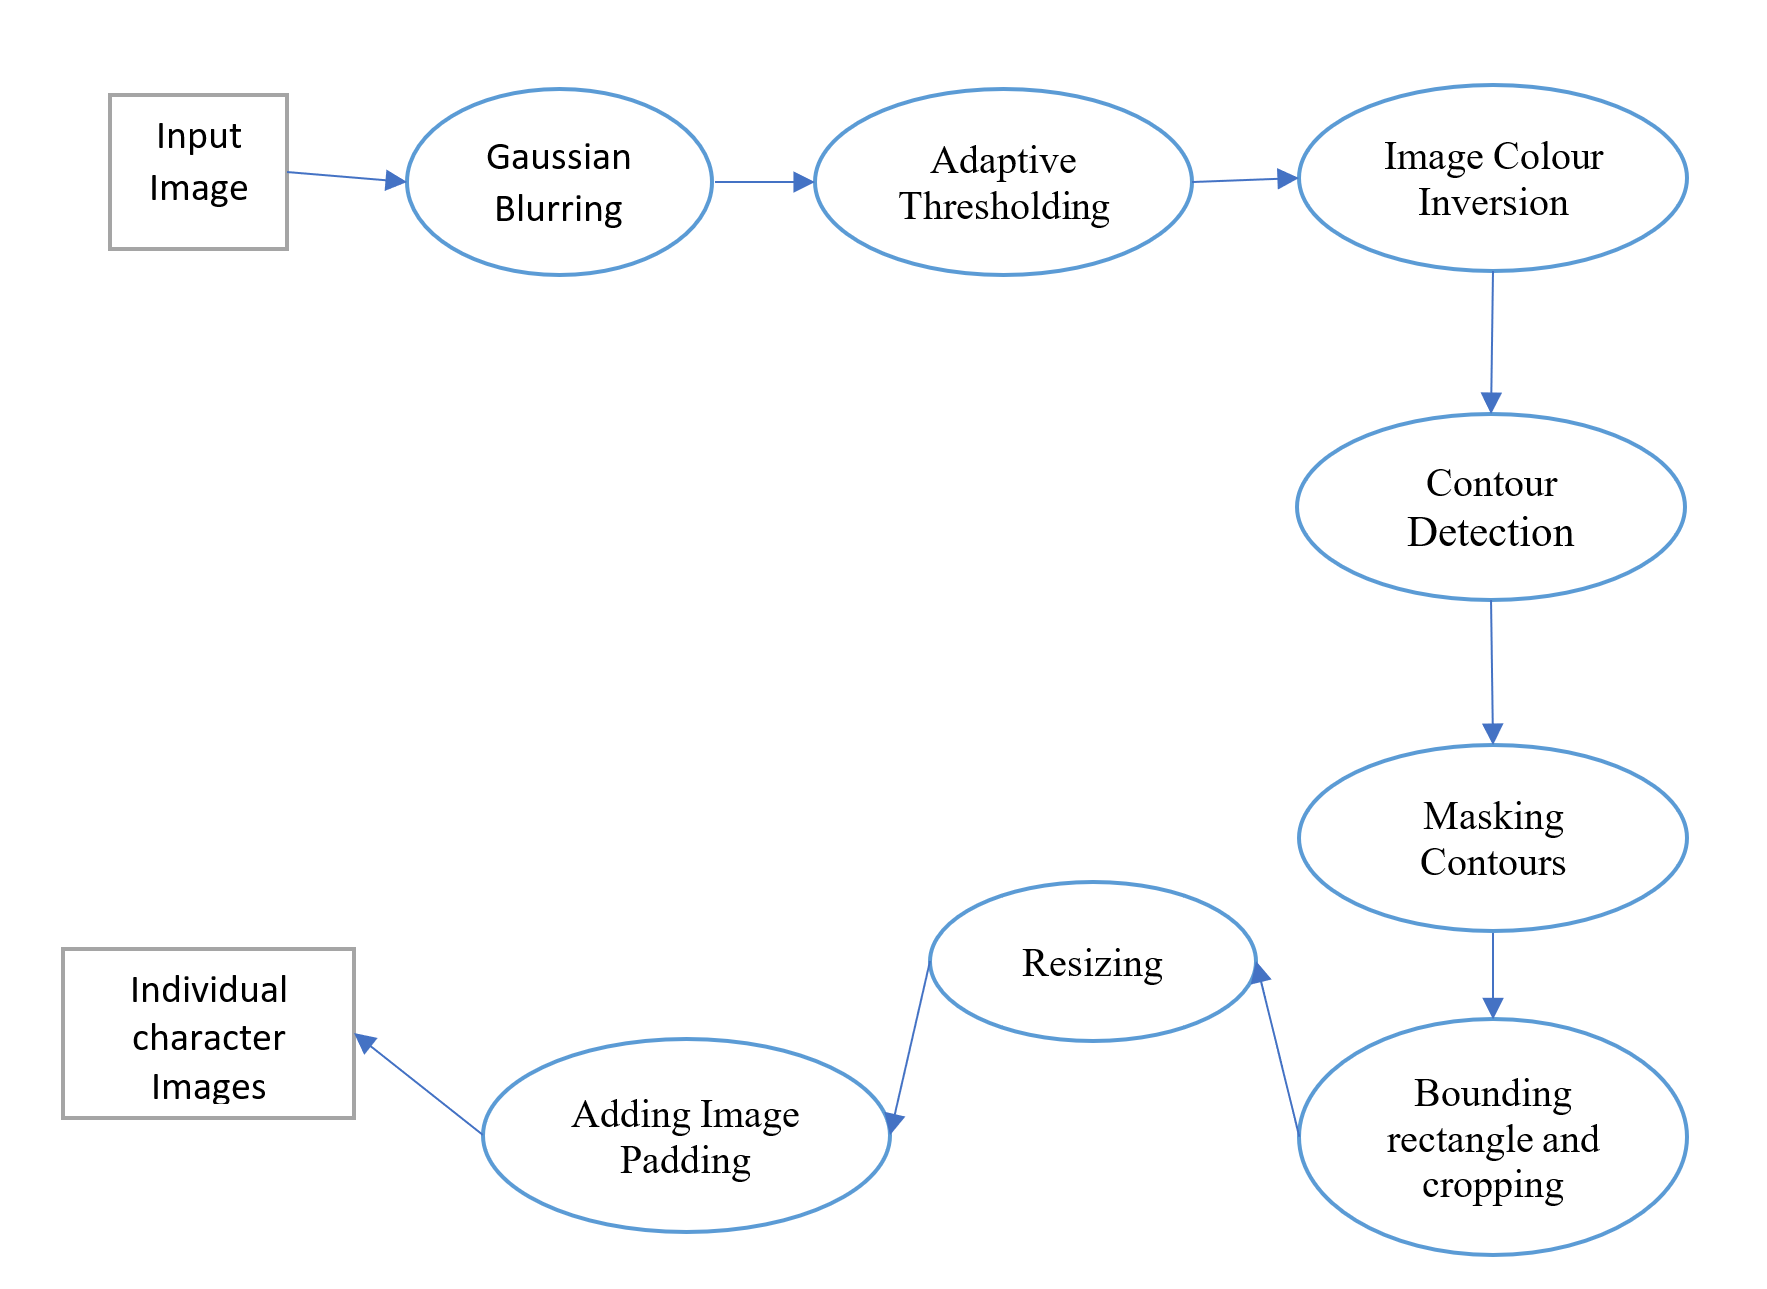 Input
Image
Gaussian
Blurring
Adaptive
Thresholding
Image Colour
Inversion
Contour
Detection
Masking
Contours
Bounding
rectangle and
cropping
Resizing
Adding Image
Padding
Individual
character
Images